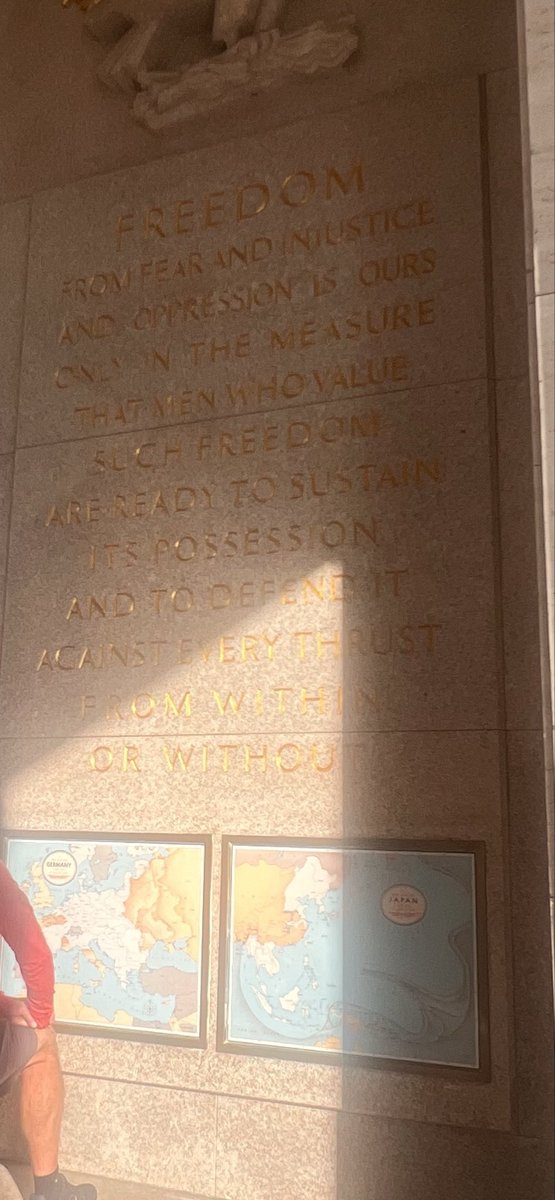 FREEDOM
FROM FEAR AND INJUSTICE
AND OPPRESSION IS OURS
ONLY IN THE MEASURE
THAT MEN WHO VALUE
SUCH FREEDOM
ARE READY TO SUSTAIN
ITS POSSESSION
AND TO DEFEND IT
AGAINST EVERY THRUST
FROM WITHIN
OR WITHOUT
GERMANY
JAPAN